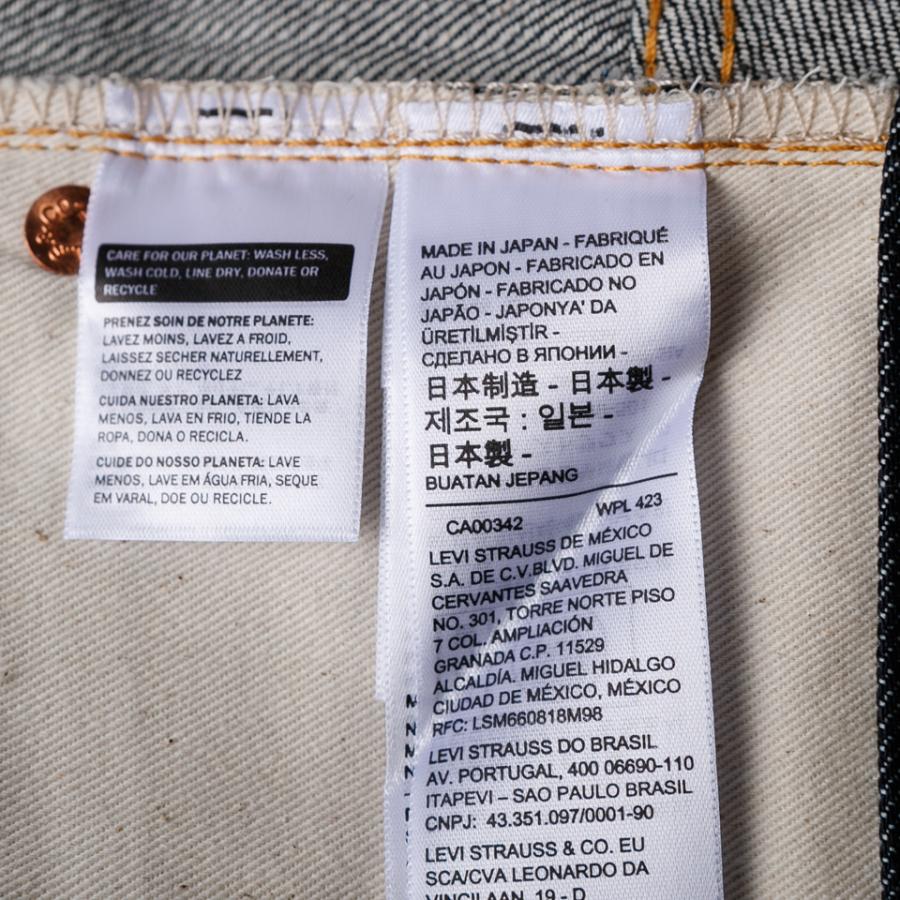 CARE FOR OUR PLANET: WASH LESS,
WASH COLD, LINE DRY, DONATE OR
RECYCLE
PRENEZ SOIN DE NOTRE PLANETE:
LAVEZ MOINS, LAVEZ A FROID,
LAISSEZ SECHER NATURELLEMENT,
DONNEZ OU RECYCLEZ
CUIDA NUESTRO PLANETA: LAVA
MENOS, LAVA EN FRIO, TIENDE LA
ROPA, DONA O RECICLA.
CUIDE DO NOSSO PLANETA: LAVE
MENOS, LAVE EM ÁGUA FRIA, SEQUE
EM VARAL, DOE OU RECICLE.
MADE IN JAPAN - FABRIQUÉ
AU JAPON - FABRICADO EN
JAPÓN - FABRICADO NO
JAPÃO - JAPONYA' DA
ÜRETİLMİŞTİR -
СДЕЛАНО В ЯПОНИИ -
日本制造 - 日本製 -
제조국 : 일본 -
日本製 -
BUATAN JEPANG
CA00342 WPL 423
LEVI STRAUSS DE MÉXICO
S.A. DE C.V.BLVD. MIGUEL DE
CERVANTES SAAVEDRA
NO. 301, TORRE NORTE PISO
7 COL. AMPLIACIÓN
GRANADA C.P. 11529
ALCALDÍA. MIGUEL HIDALGO
CIUDAD DE MÉXICO, MÉXICO
RFC: LSM660818M98
LEVI STRAUSS DO BRASIL
AV. PORTUGAL, 400 06690-110
ITAPEVI – SAO PAULO BRASIL
CNPJ: 43.351.097/0001-90
LEVI STRAUSS & CO. EU
SCA/CVA LEONARDO DA
VINCILAAN, 19 - D